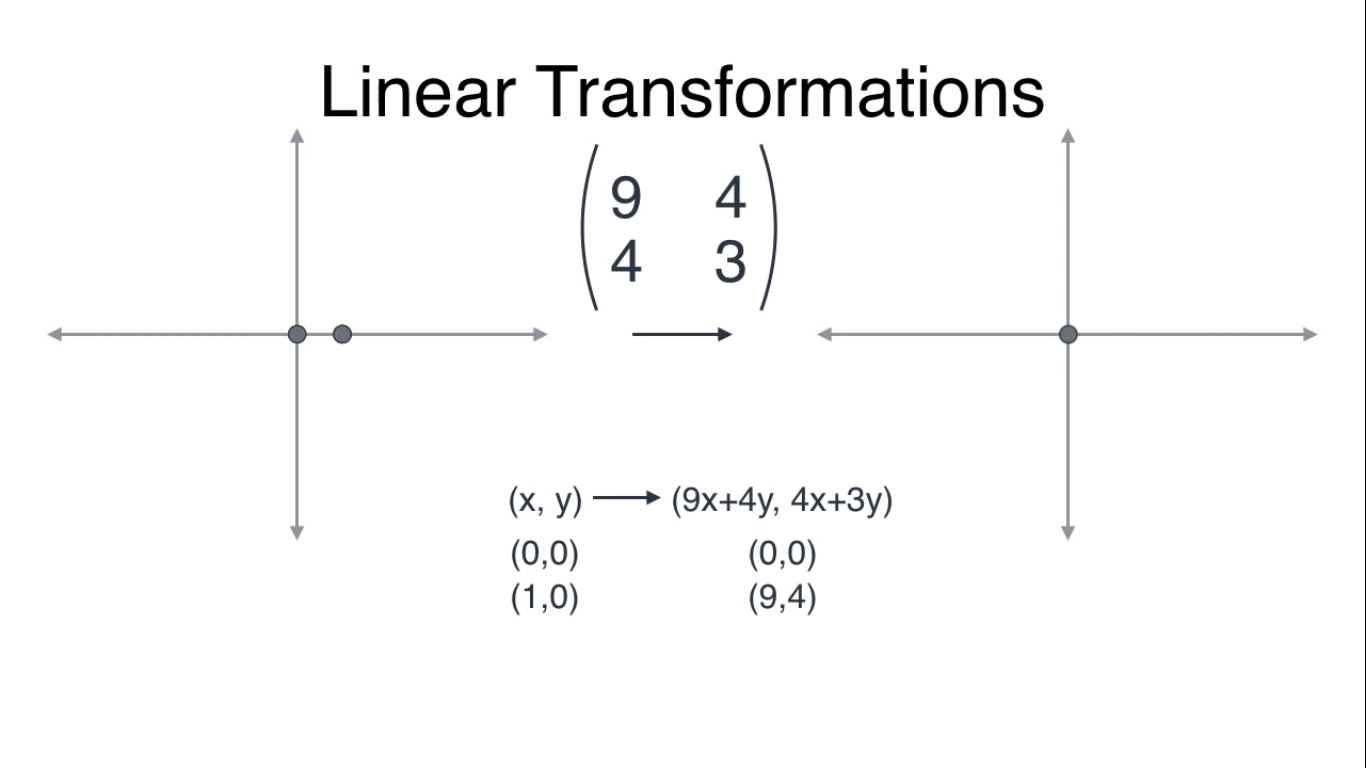 Linear Transformations
9 4
4 3
(x, y) (9x+4y, 4x+3y)
(0,0) (0,0)
(1,0) (9,4)